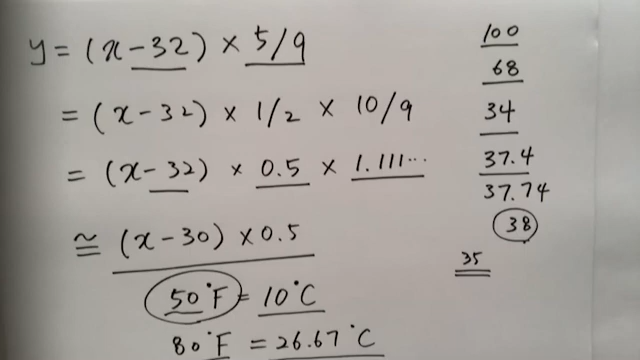 y = (x - 32) × 5/9
= (x - 32) × 1/2 × 10/9
= (x - 32) × 0.5 × 1.111...
≅ (x - 30) × 0.5
50°F = 10°C
80°F = 26.67°C
100
68
34
37.4
37.74
38
35